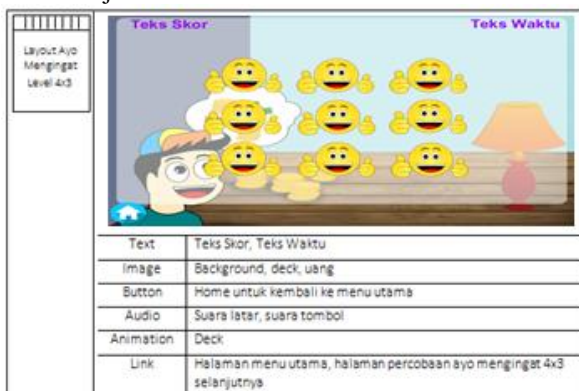 Layout Ayo
Mengingat
Level 4x3
Teks Skor
Teks Waktu
Text
Teks Skor, Teks Waktu
Image
Background, deck, uang
Button
Home untuk kembali ke menu utama
Audio
Suara latar, suara tombol
Animation
Deck
Link
Halaman menu utama, halaman percobaan ayo mengingat 4x3
selanjutnya